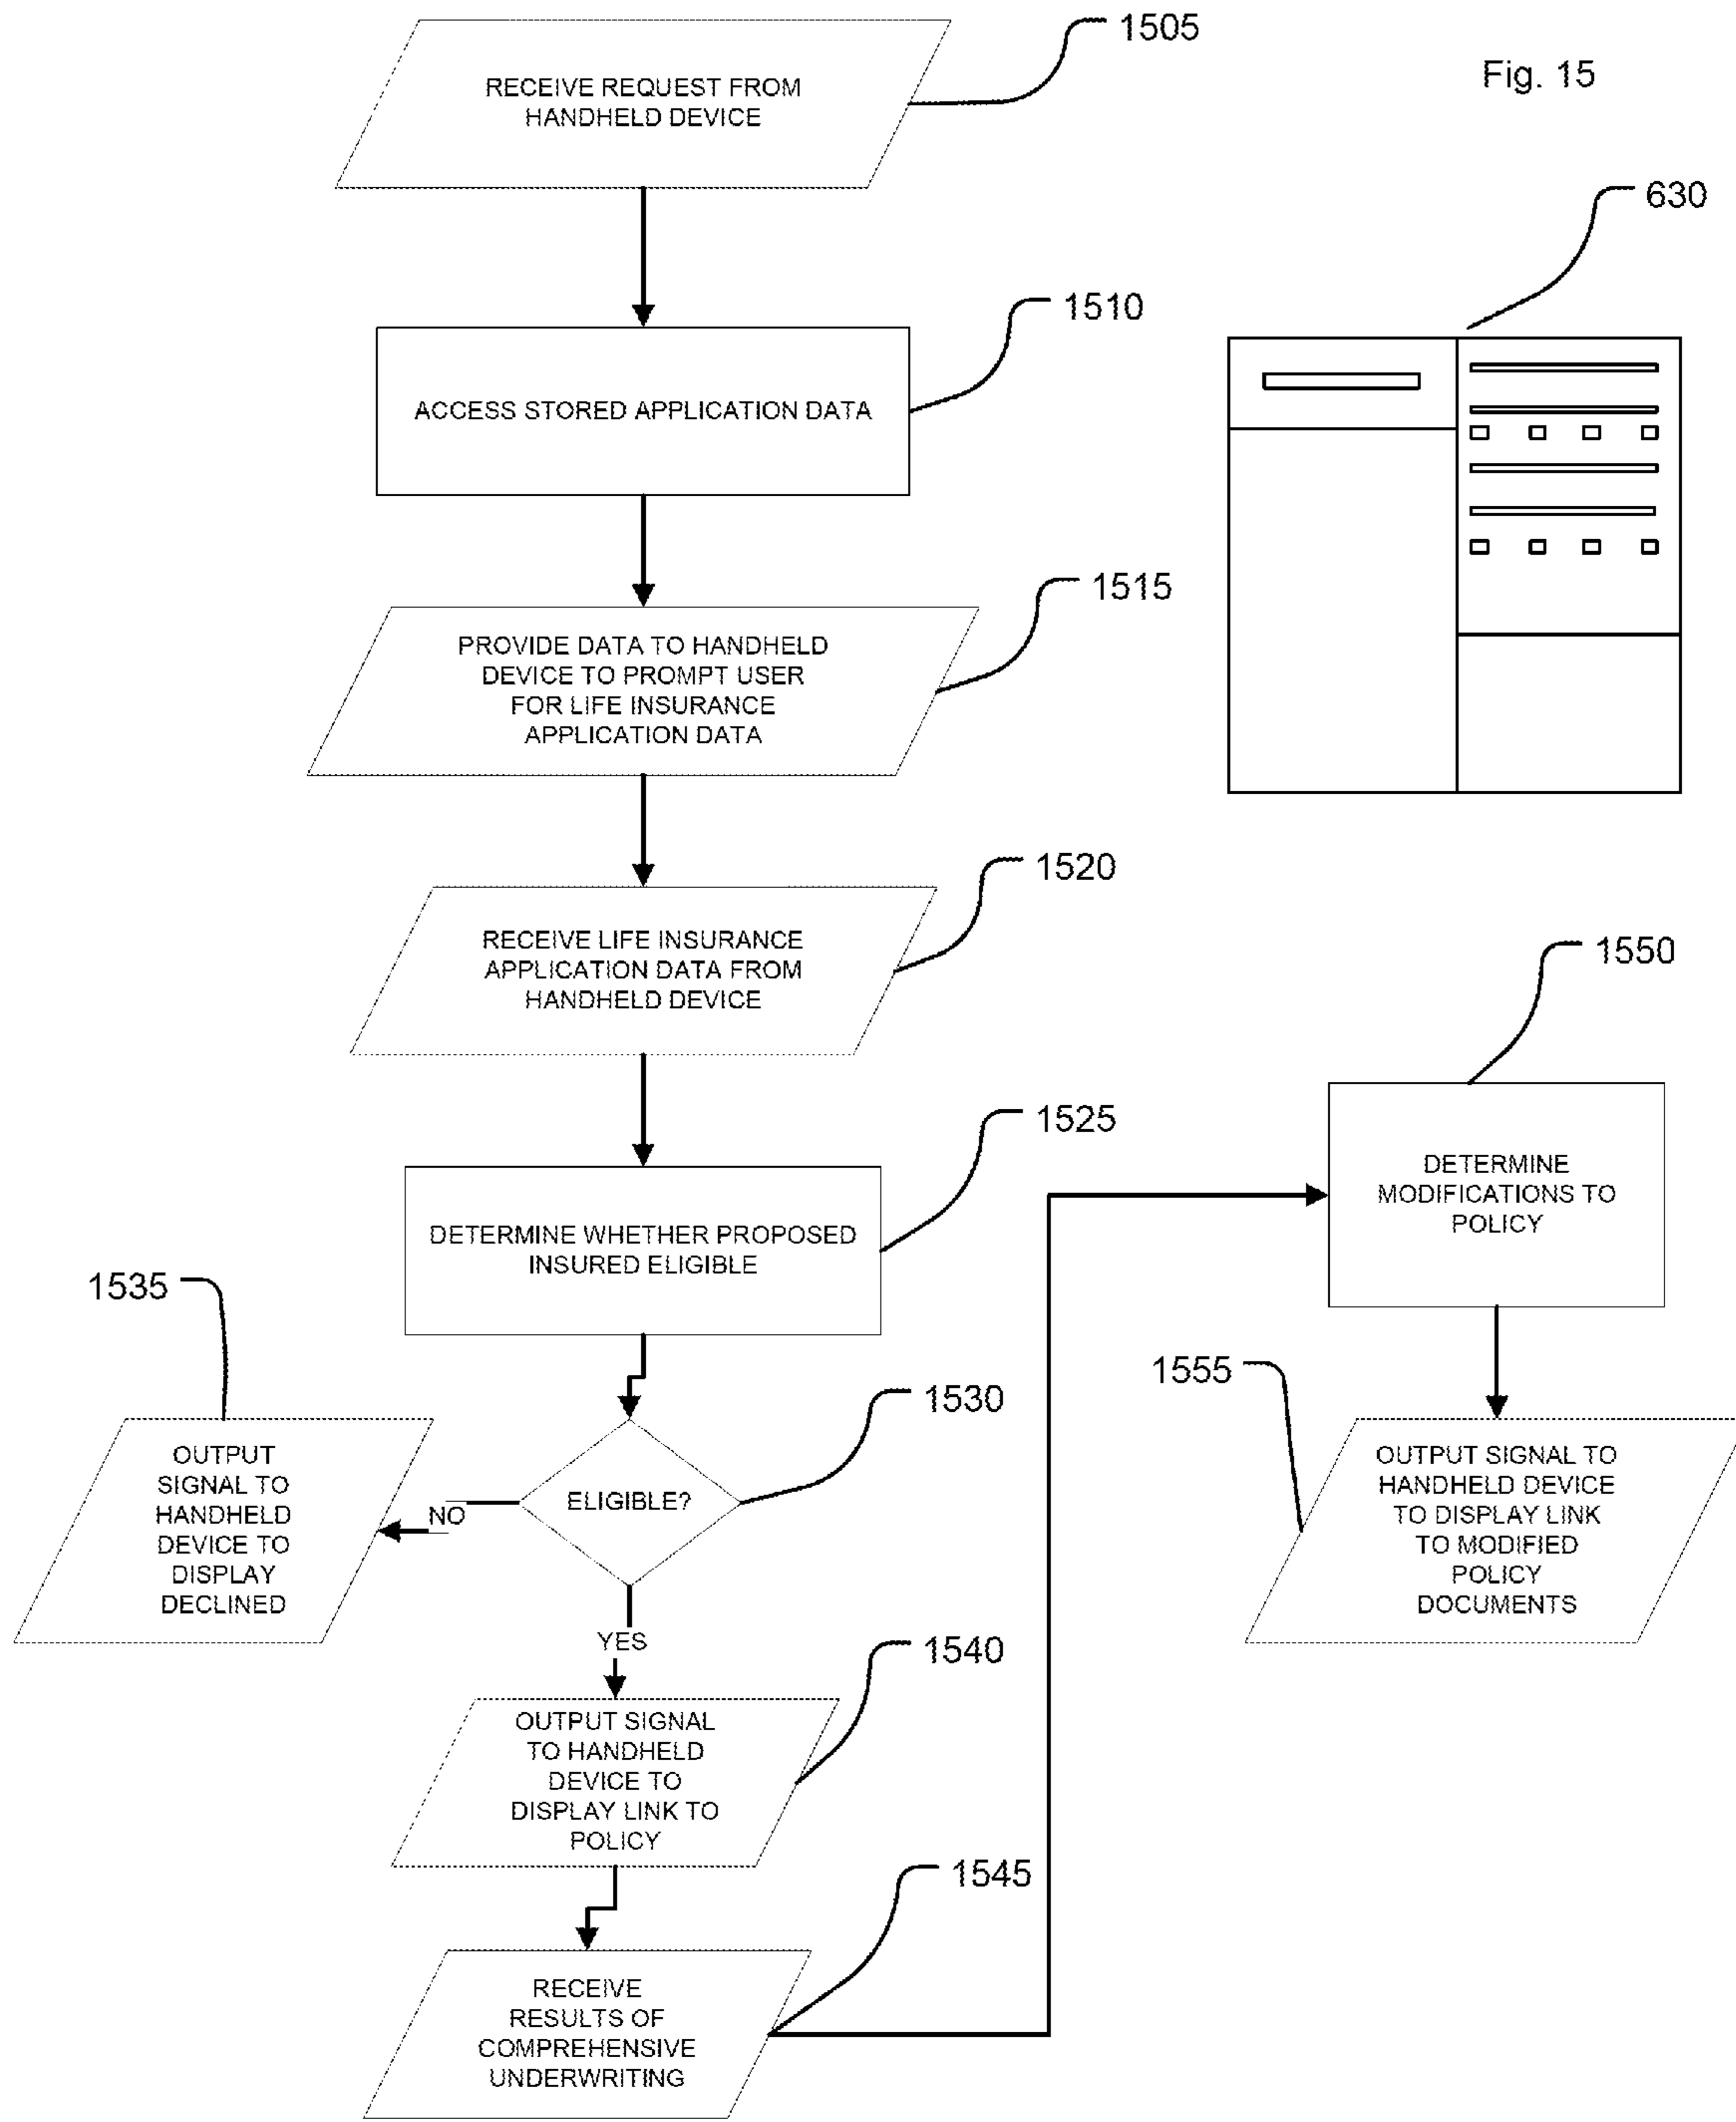 1505
Fig. 15
RECEIVE REQUEST FROM
HANDHELD DEVICE
630
1510
ACCESS STORED APPLICATION DATA
1515
PROVIDE DATA TO HANDHELD
DEVICE TO PROMPT USER
FOR LIFE INSURANCE
APPLICATION DATA
1520
RECEIVE LIFE INSURANCE
APPLICATION DATA FROM
HANDHELD DEVICE
1525
DETERMINE WHETHER PROPOSED
INSURED ELIGIBLE
1530
ELIGIBLE?
NO
1535
OUTPUT
SIGNAL TO
HANDHELD
DEVICE TO
DISPLAY
DECLINED
YES
1540
OUTPUT SIGNAL
TO HANDHELD
DEVICE TO
DISPLAY LINK TO
POLICY
1545
RECEIVE
RESULTS OF
COMPREHENSIVE
UNDERWRITING
1550
DETERMINE
MODIFICATIONS TO
POLICY
1555
OUTPUT SIGNAL TO
HANDHELD DEVICE
TO DISPLAY LINK
TO MODIFIED
POLICY
DOCUMENTS